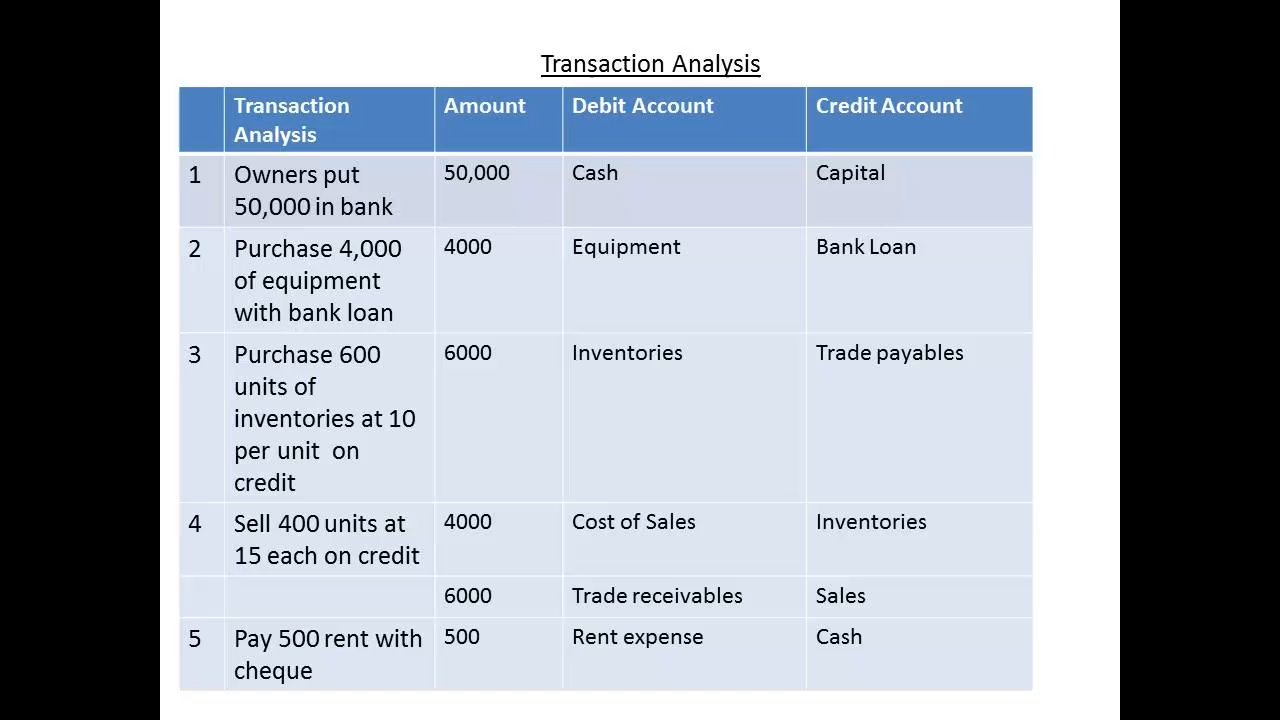 Transaction Analysis
Transaction Analysis Amount Debit Account Credit Account
1 Owners put 50,000 in bank 50,000 Cash Capital
2 Purchase 4,000 of equipment with bank loan 4000 Equipment Bank Loan
3 Purchase 600 units of inventories at 10 per unit on credit 6000 Inventories Trade payables
4 Sell 400 units at 15 each on credit 4000 Cost of Sales Inventories
6000 Trade receivables Sales
5 Pay 500 rent with cheque 500 Rent expense Cash